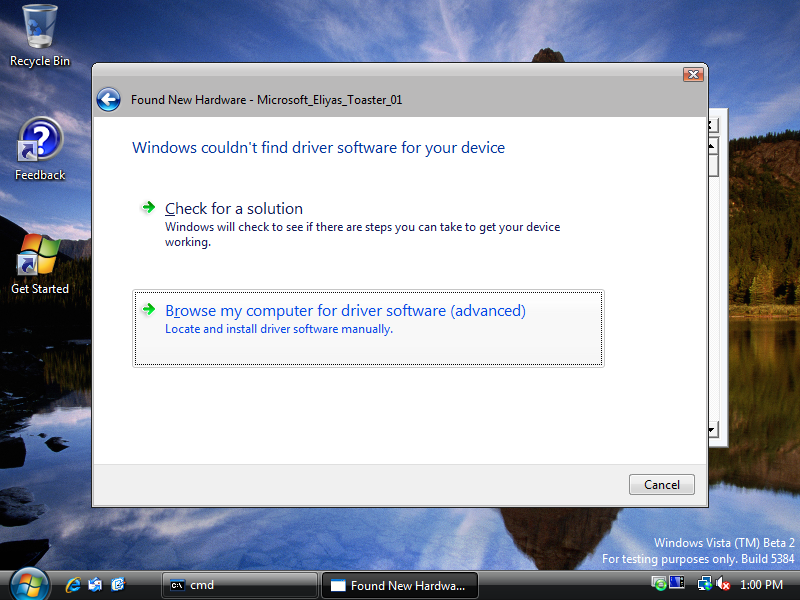 Recycle Bin
Feedback
Get Started
Found New Hardware - Microsoft_Eliyas_Toaster_01
Windows couldn't find driver software for your device
Check for a solution
Windows will check to see if there are steps you can take to get your device
working.
Browse my computer for driver software (advanced)
Locate and install driver software manually.
Cancel
Windows Vista (TM) Beta 2
For testing purposes only. Build 5384
C:\
cmd
Found New Hardwa...
1:00 PM